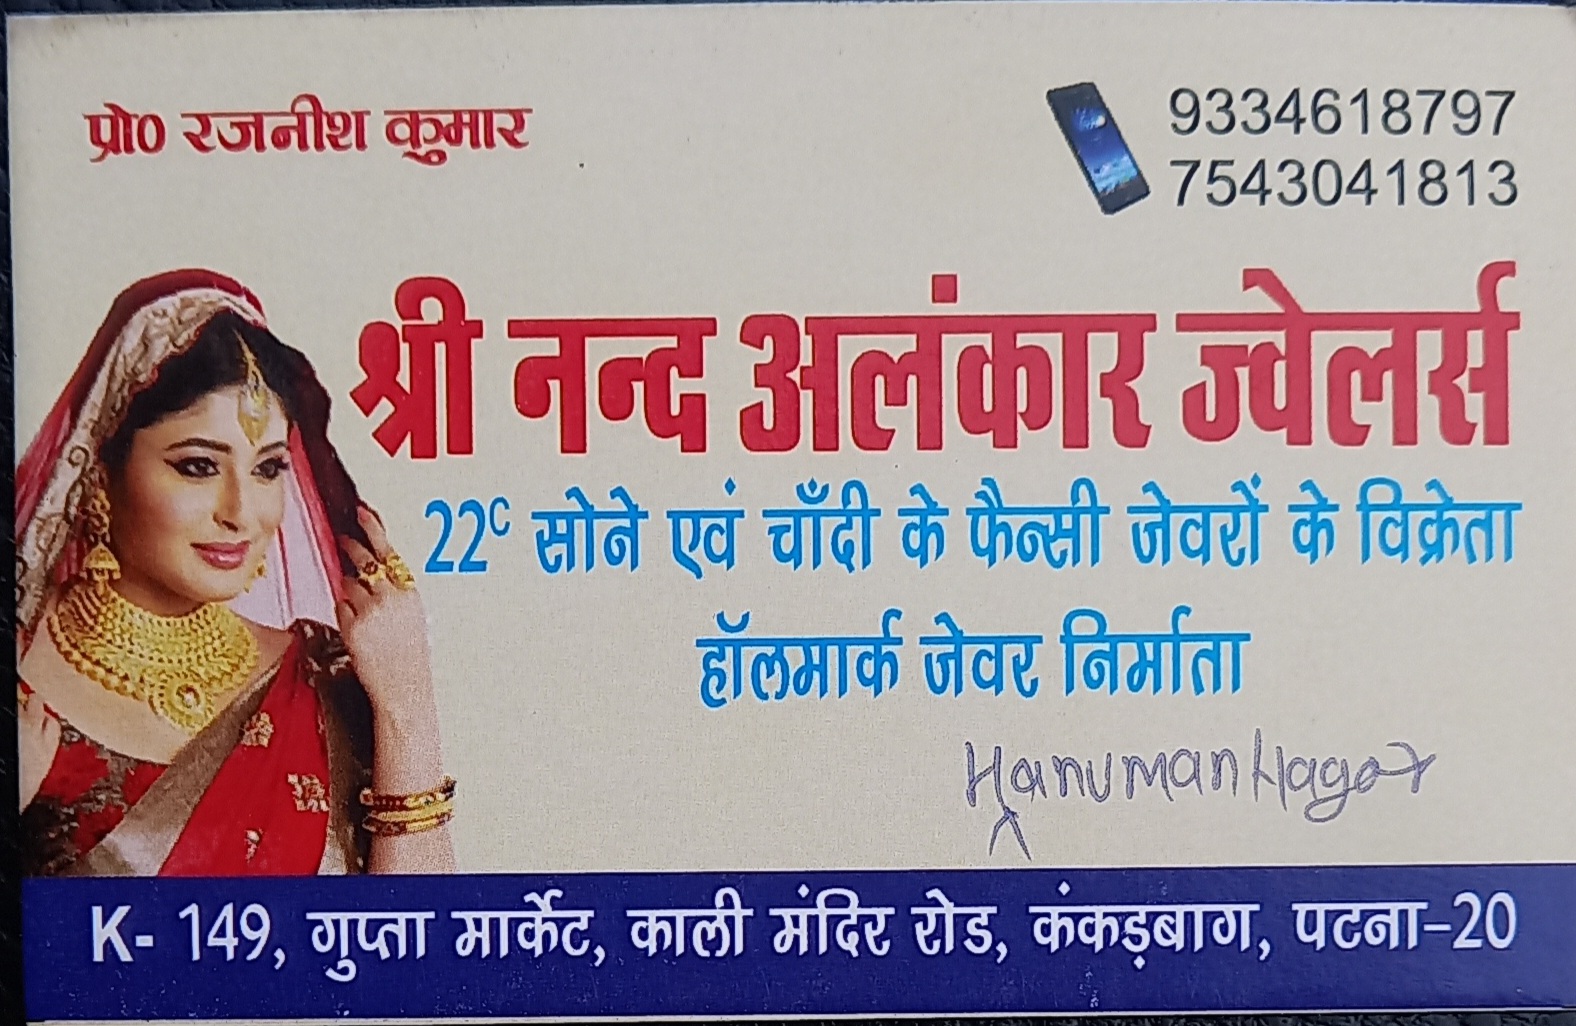 प्रो0 रजनीश कुमार
9334618797
7543041813
श्री नन्द अलंकार ज्वेलर्स
22c सोने एवं चाँदी के फैन्सी जेवरों के विक्रेता
हॉलमार्क जेवर निर्माता
Hanuman Nagar
K- 149, गुप्ता मार्केट, काली मंदिर रोड, कंकड़बाग, पटना-20